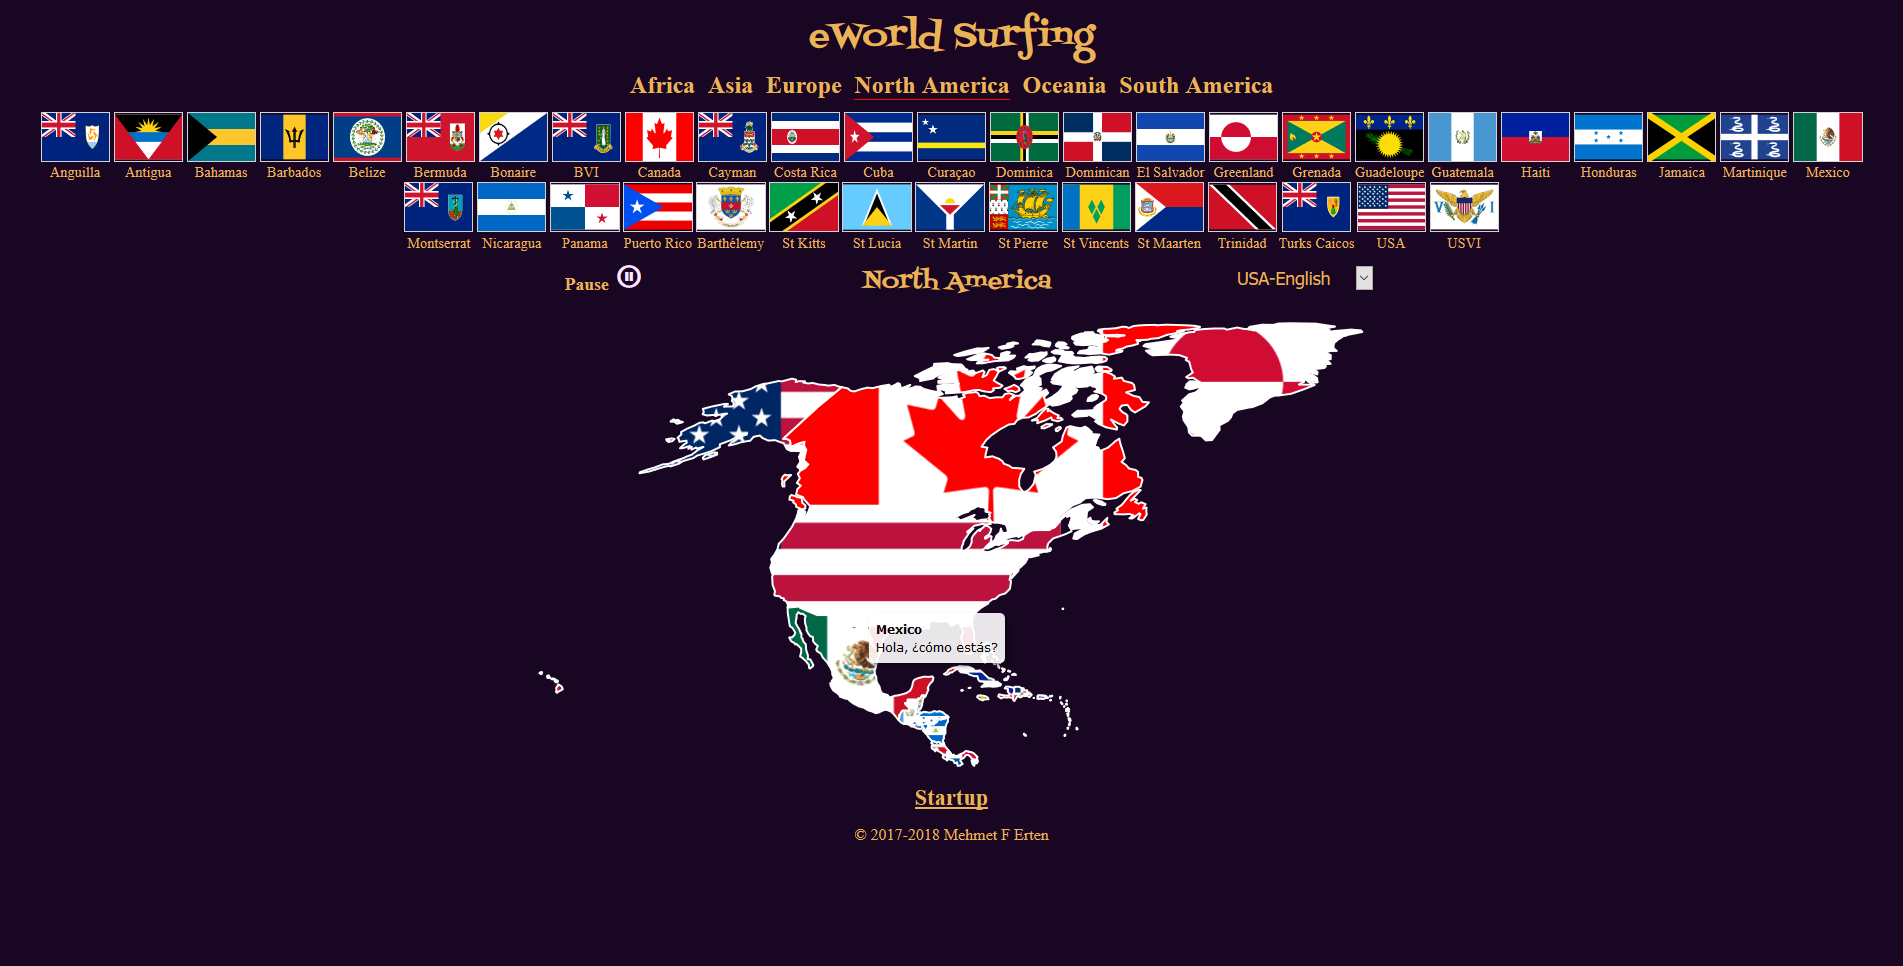 eWorld Surfing
Africa Asia Europe North America Oceania South America
Anguilla Antigua Bahamas Barbados Belize Bermuda Bonaire BVI Canada Cayman Costa Rica Cuba Curaçao Dominica Dominican El Salvador Greenland Grenada Guadeloupe Guatemala Haiti Honduras Jamaica Martinique Mexico
Montserrat Nicaragua Panama Puerto Rico Barthélemy St Kitts St Lucia St Martin St Pierre St Vincents St Maarten Trinidad Turks Caicos USA USVI
Pause North America USA-English
Mexico
Hola, ¿cómo estás?
Startup
© 2017-2018 Mehmet F Erten